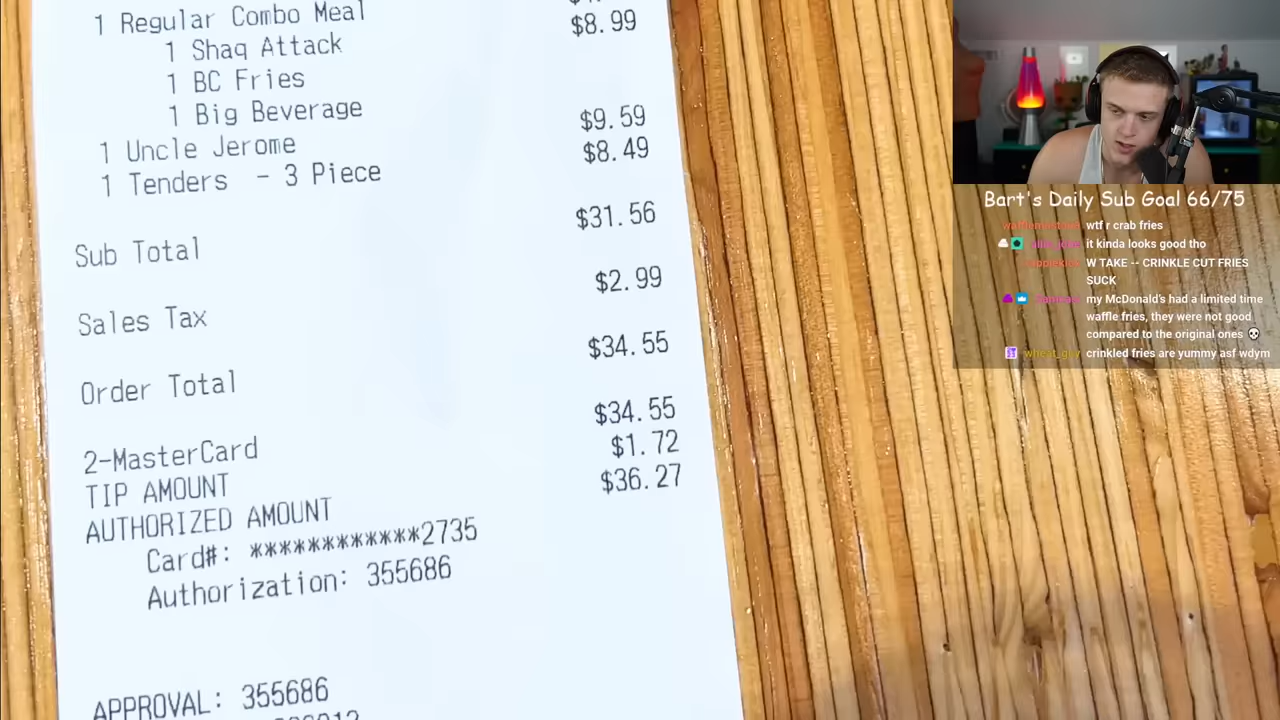 1 Regular Combo Meal
$8.99
1 Shaq Attack
1 BC Fries
1 Big Beverage
1 Uncle Jerome $9.59
1 Tenders - 3 Piece $8.49
Sub Total $31.56
Sales Tax $2.99
Order Total $34.55
2-MasterCard $34.55
TIP AMOUNT $1.72
AUTHORIZED AMOUNT $36.27
Card#: ************2735
Authorization: 355686
APPROVAL: 355686
Bart's Daily Sub Goal 66/75
wtf r crab fries
it kinda looks good tho
W TAKE -- CRINKLE CUT FRIES
SUCK
my McDonald's had a limited time
waffle fries, they were not good
compared to the original ones 💀
wheat_guy crinkled fries are yummy asf wdym